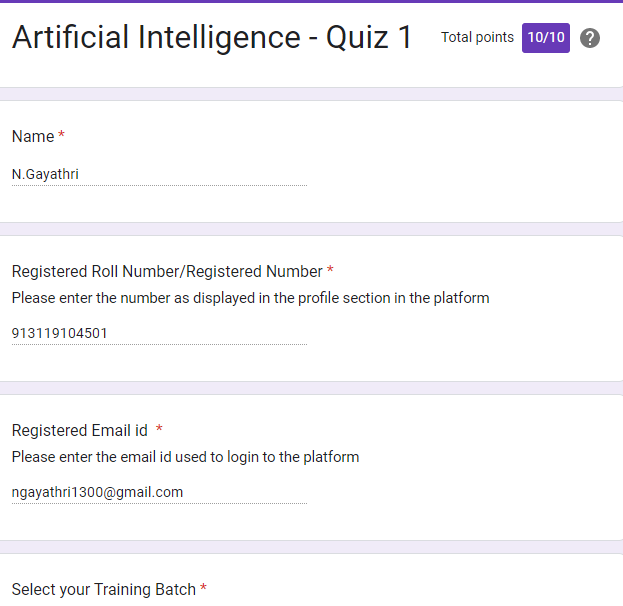 Artificial Intelligence - Quiz 1 Total points 10/10 ?
Name *
N.Gayathri
Registered Roll Number/Registered Number *
Please enter the number as displayed in the profile section in the platform
913119104501
Registered Email id *
Please enter the email id used to login to the platform
ngayathri1300@gmail.com
Select your Training Batch *